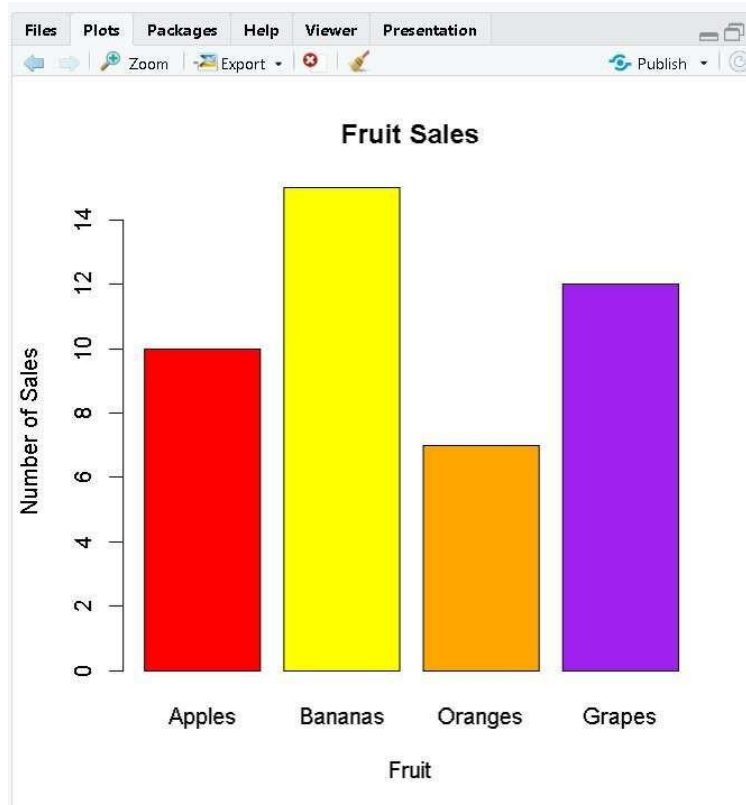 Files Plots Packages Help Viewer Presentation
Zoom Export Publish
Fruit Sales
Number of Sales
14
12
10
8
6
4
2
0
Apples Bananas Oranges Grapes
Fruit